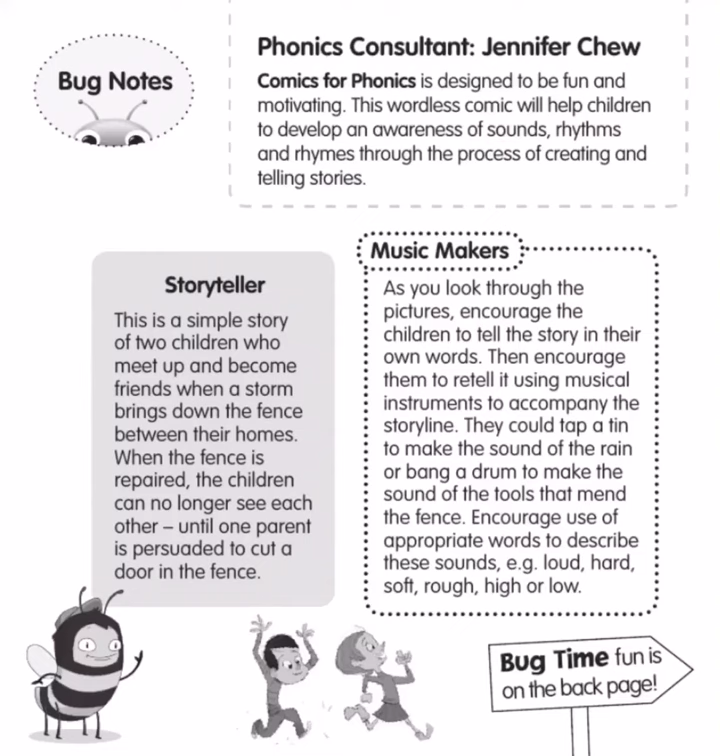 Bug Notes
Phonics Consultant: Jennifer Chew
Comics for Phonics is designed to be fun and
motivating. This wordless comic will help children
to develop an awareness of sounds, rhythms
and rhymes through the process of creating and
telling stories.
Storyteller
This is a simple story
of two children who
meet up and become
friends when a storm
brings down the fence
between their homes.
When the fence is
repaired, the children
can no longer see each
other – until one parent
is persuaded to cut a
door in the fence.
Music Makers
As you look through the
pictures, encourage the
children to tell the story in their
own words. Then encourage
them to retell it using musical
instruments to accompany the
storyline. They could tap a tin
to make the sound of the rain
or bang a drum to make the
sound of the tools that mend
the fence. Encourage use of
appropriate words to describe
these sounds, e.g. loud, hard,
soft, rough, high or low.
Bug Time fun is
on the back page!